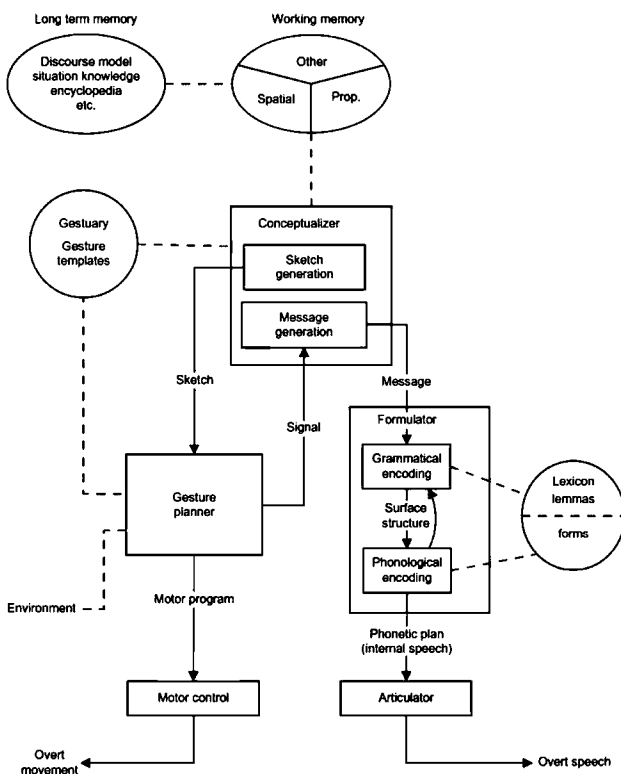 Long term memory
Working memory
Discourse model
situation knowledge
encyclopedia
etc.
Other
Spatial
Prop.
Gestuary
Gesture
templates
Conceptualizer
Sketch
generation
Message
generation
Sketch
Signal
Message
Formulator
Grammatical
encoding
Surface
structure
Phonological
encoding
Lexicon
lemmas
forms
Gesture
planner
Environment
Motor program
Phonetic plan
(internal speech)
Motor control
Articulator
Overt
movement
Overt speech